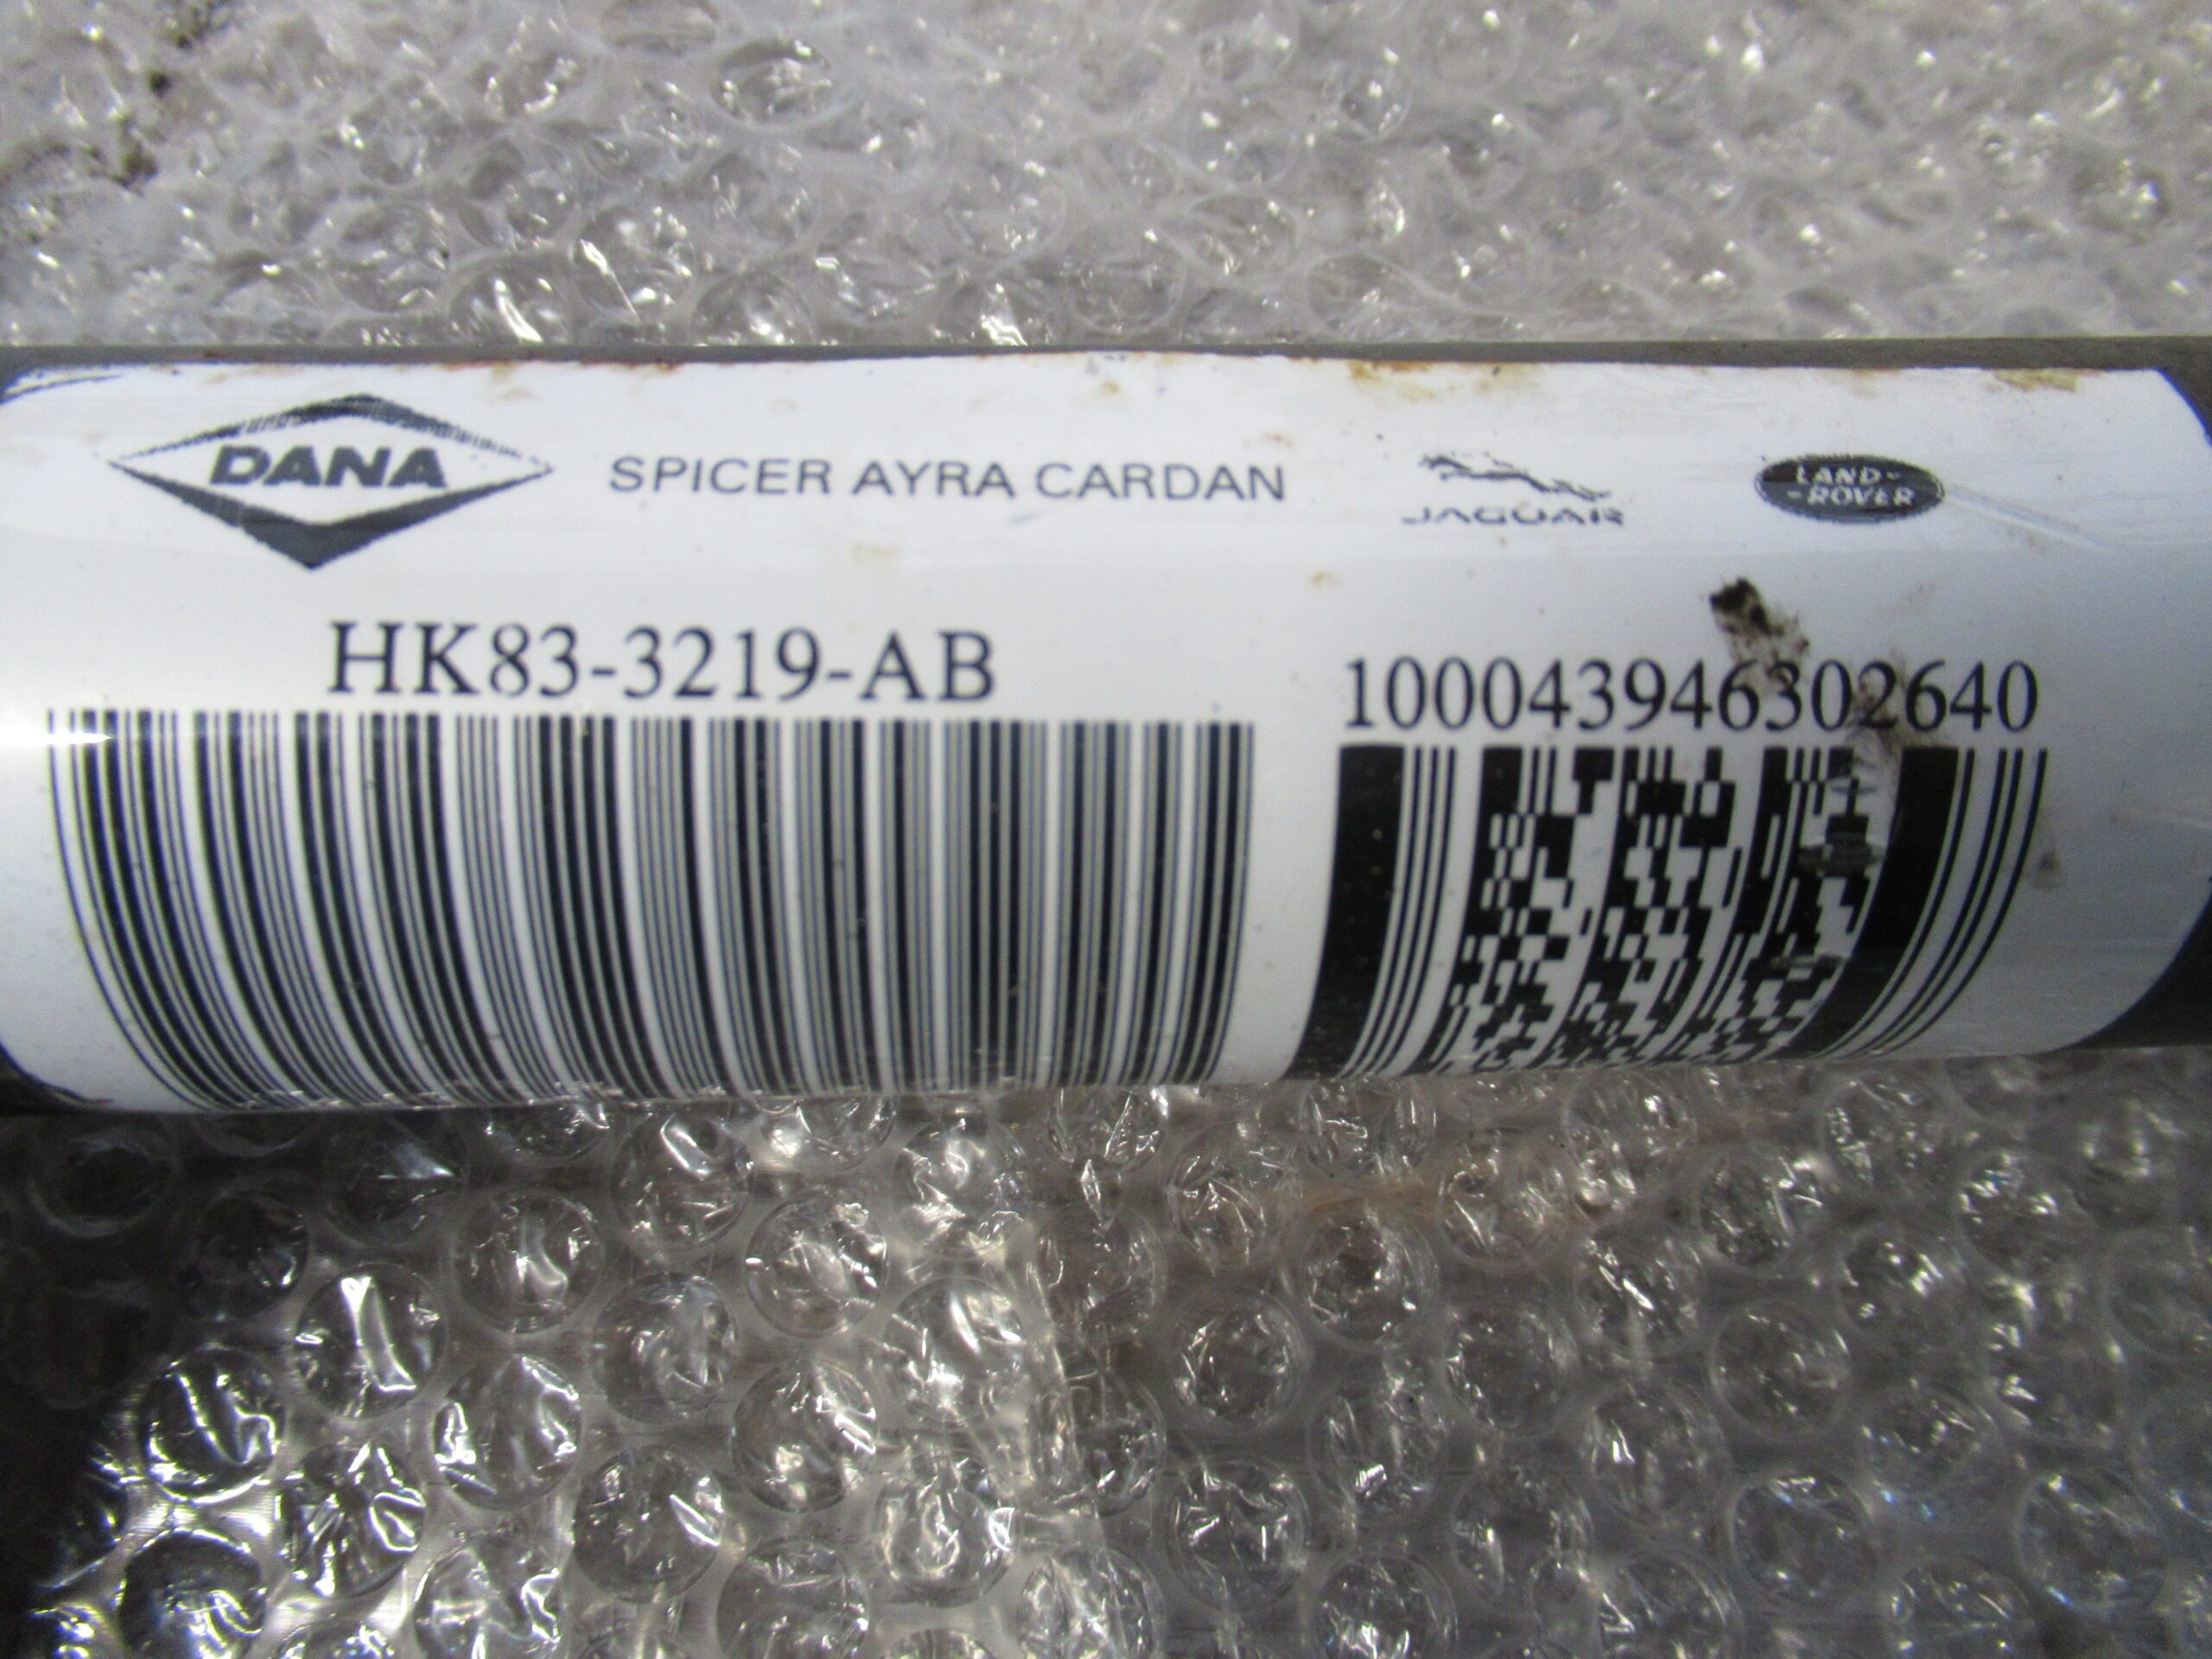 DANA SPICER AYRA CARDAN JAGUAR LAND-
-ROVER
HK83-3219-AB
100043946302640